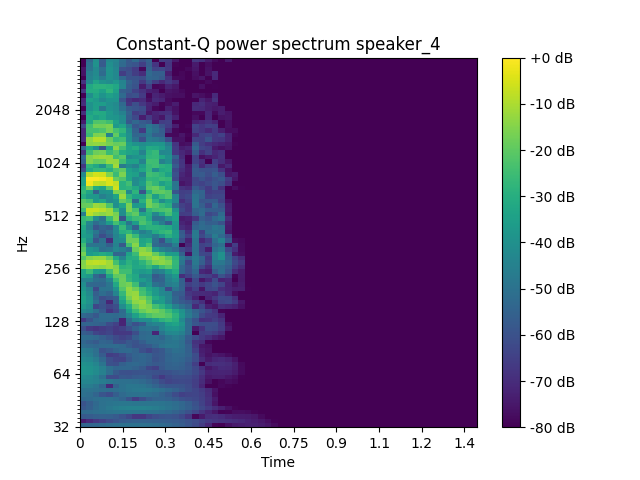 Constant-Q power spectrum speaker_4
Hz
2048
1024
512
256
128
64
32
0 0.15 0.3 0.45 0.6 0.75 0.9 1.1 1.2 1.4
Time
+0 dB
-10 dB
-20 dB
-30 dB
-40 dB
-50 dB
-60 dB
-70 dB
-80 dB